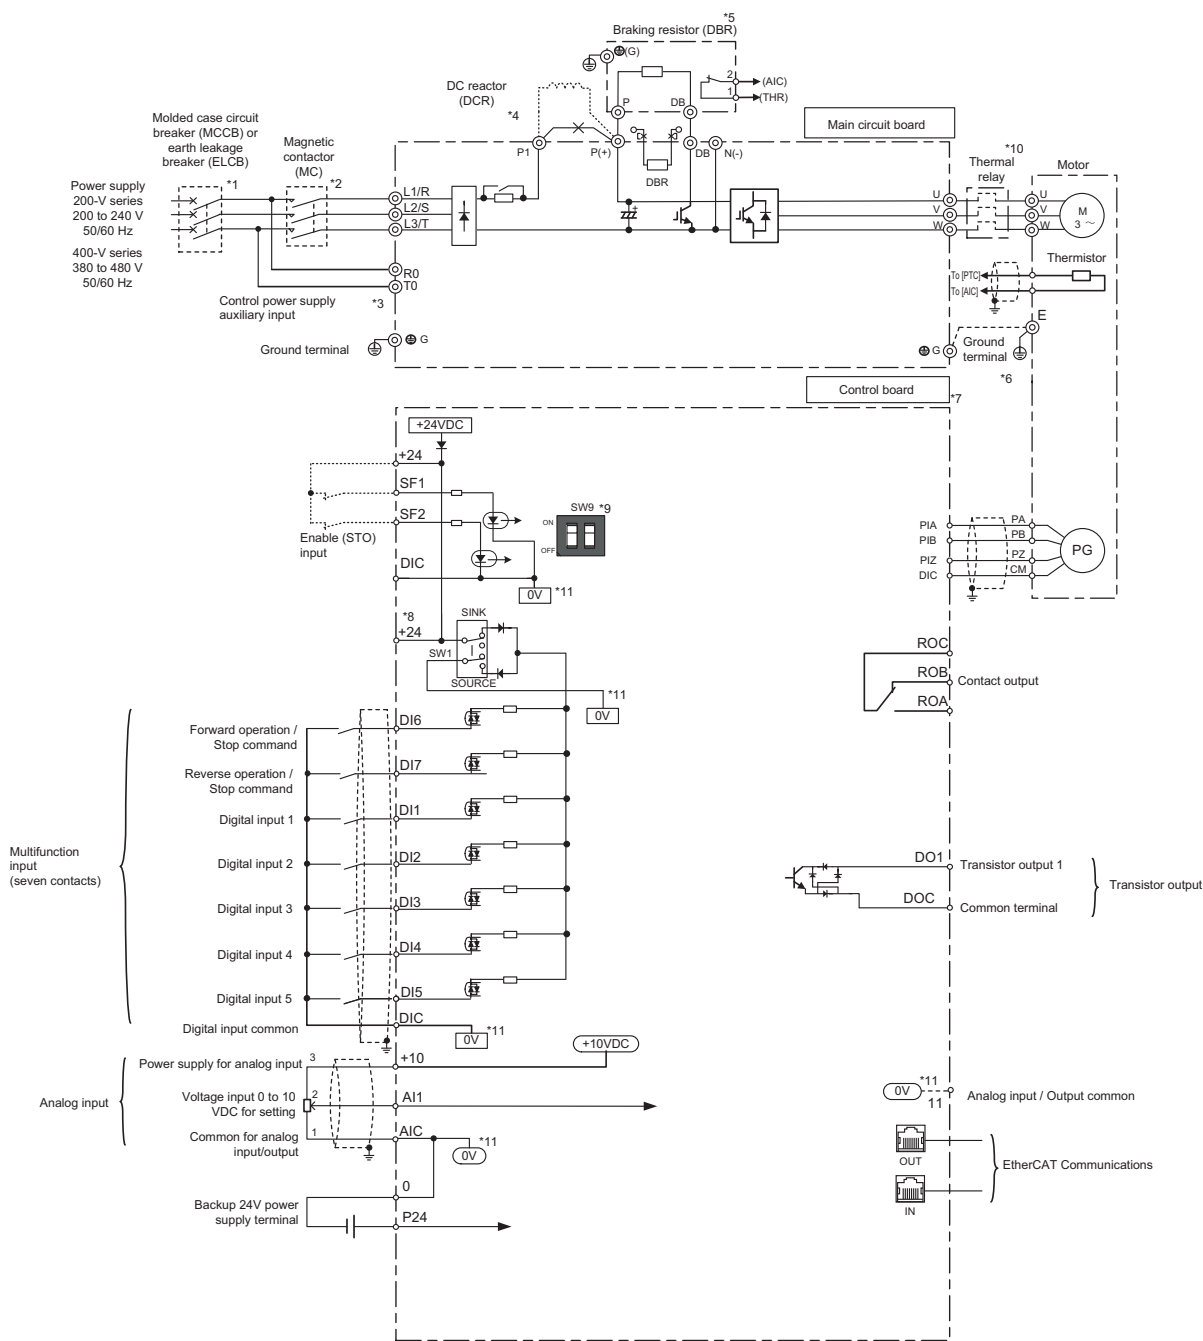 *5
Braking resistor (DBR)
(G)
2
(AIC)
1
(THR)
DC reactor
(DCR)
*4
P
DB
Main circuit board
P1
P(+)
DBR
DB
N(-)
Molded case circuit
breaker (MCCB) or
earth leakage
breaker (ELCB)
Magnetic
contactor
(MC)
*1
*2
*10
Thermal
relay
Motor
Power supply
200-V series
200 to 240 V
50/60 Hz
400-V series
380 to 480 V
50/60 Hz
L1/R
L2/S
L3/T
U
V
W
U
V
W
M
3 ~
R0
T0
*3
Control power supply
auxiliary input
Thermistor
To [PTC]
To [AIC]
Ground terminal
G
E
G
Ground
terminal
*6
Control board
*7
+24VDC
+24
SF1
SF2
Enable (STO)
input
SW9
*9
ON
OFF
DIC
0V
*11
PIA
PIB
PIZ
DIC
PA
PB
PZ
CM
PG
*8
+24
SINK
SW1
SOURCE
*11
0V
ROC
ROB
ROA
Contact output
Multifunction
input
(seven contacts)
Forward operation /
Stop command
DI6
Reverse operation /
Stop command
DI7
Digital input 1
DI1
Digital input 2
DI2
Digital input 3
DI3
Digital input 4
DI4
Digital input 5
DI5
Digital input common
DIC
0V
*11
DO1
Transistor output 1
DOC
Common terminal
Transistor output
Analog input
Power supply for analog input
3
+10
+10VDC
Voltage input 0 to 10
VDC for setting
2
AI1
Common for analog
input/output
1
AIC
*11
0V
0V
*11
11
Analog input / Output common
OUT
IN
EtherCAT Communications
Backup 24V power
supply terminal
0
P24